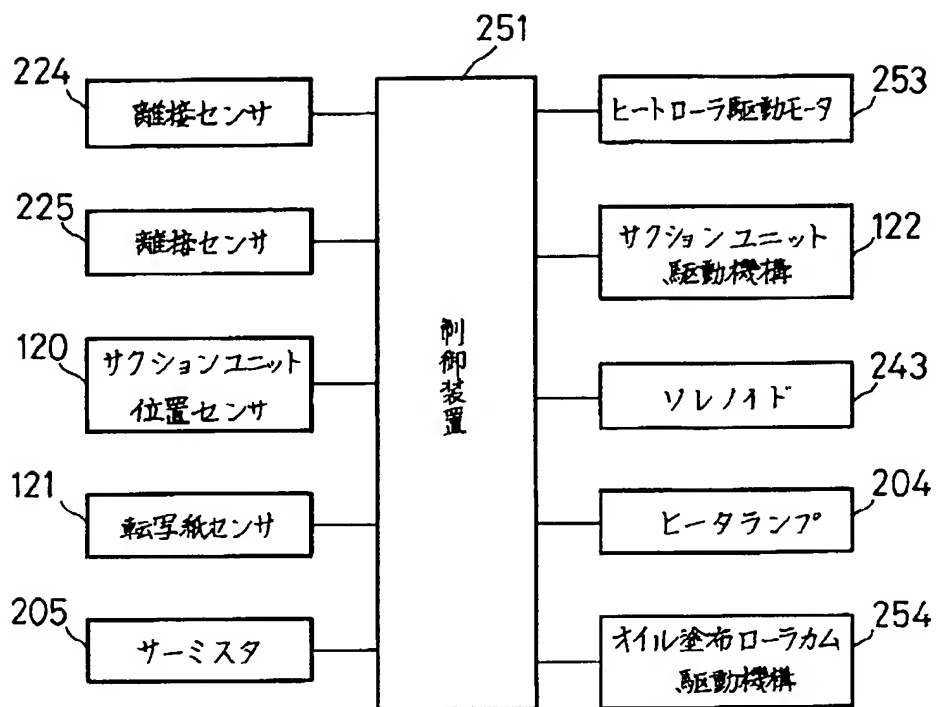 251
224
離接センサ
225
離接センサ
120
サクションユニット
位置センサ
121
転写紙センサ
205
サーミスタ
制御装置
253
ヒートローラ駆動モータ
サクションユニット
駆動機構
122
ソレノイド
243
ヒータランプ
204
オイル塗布ローラカム
駆動機構
254